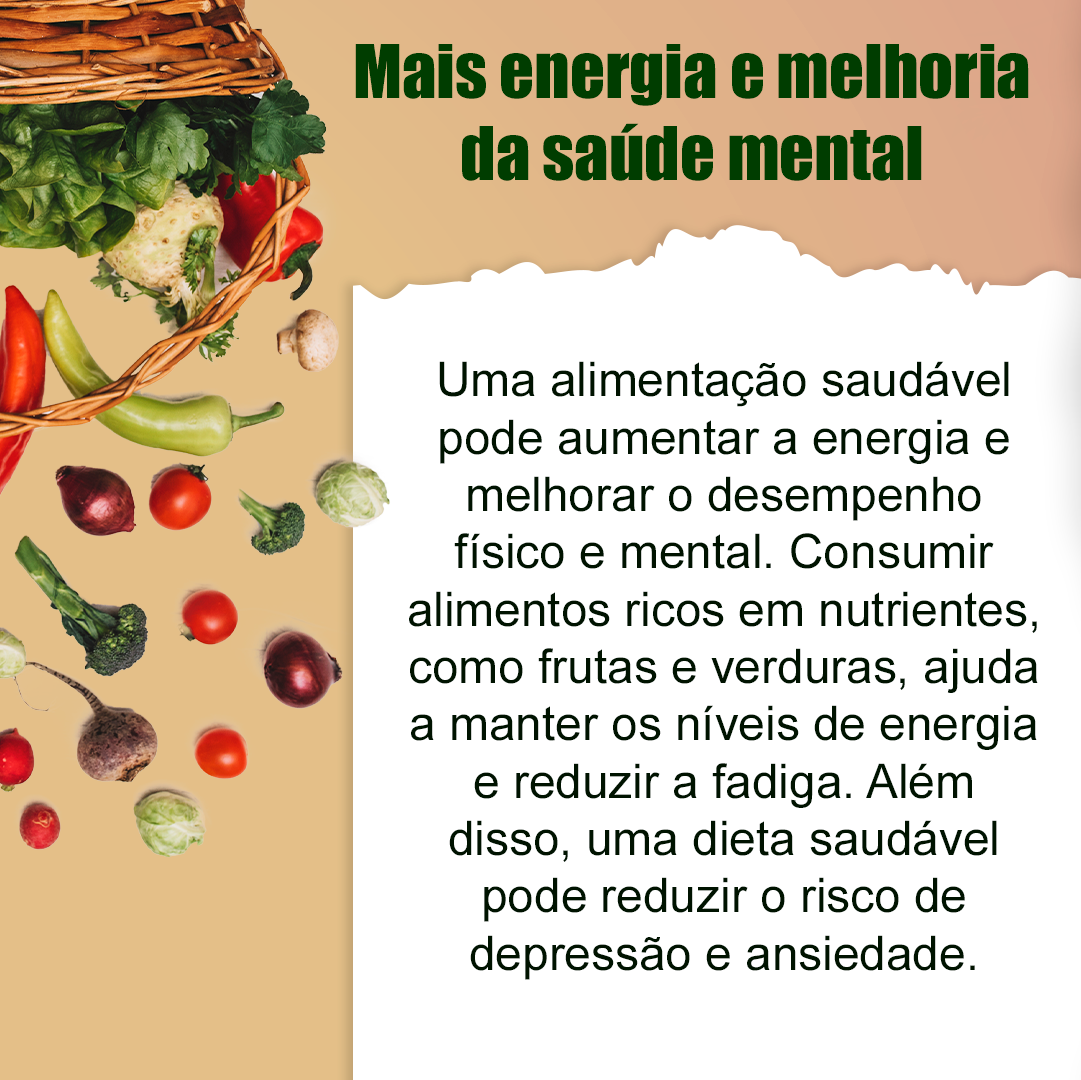 Mais energia e melhoria
da saúde mental
Uma alimentação saudável
pode aumentar a energia e
melhorar o desempenho
físico e mental. Consumir
alimentos ricos em nutrientes,
como frutas e verduras, ajuda
a manter os níveis de energia
e reduzir a fadiga. Além
disso, uma dieta saudável
pode reduzir o risco de
depressão e ansiedade.